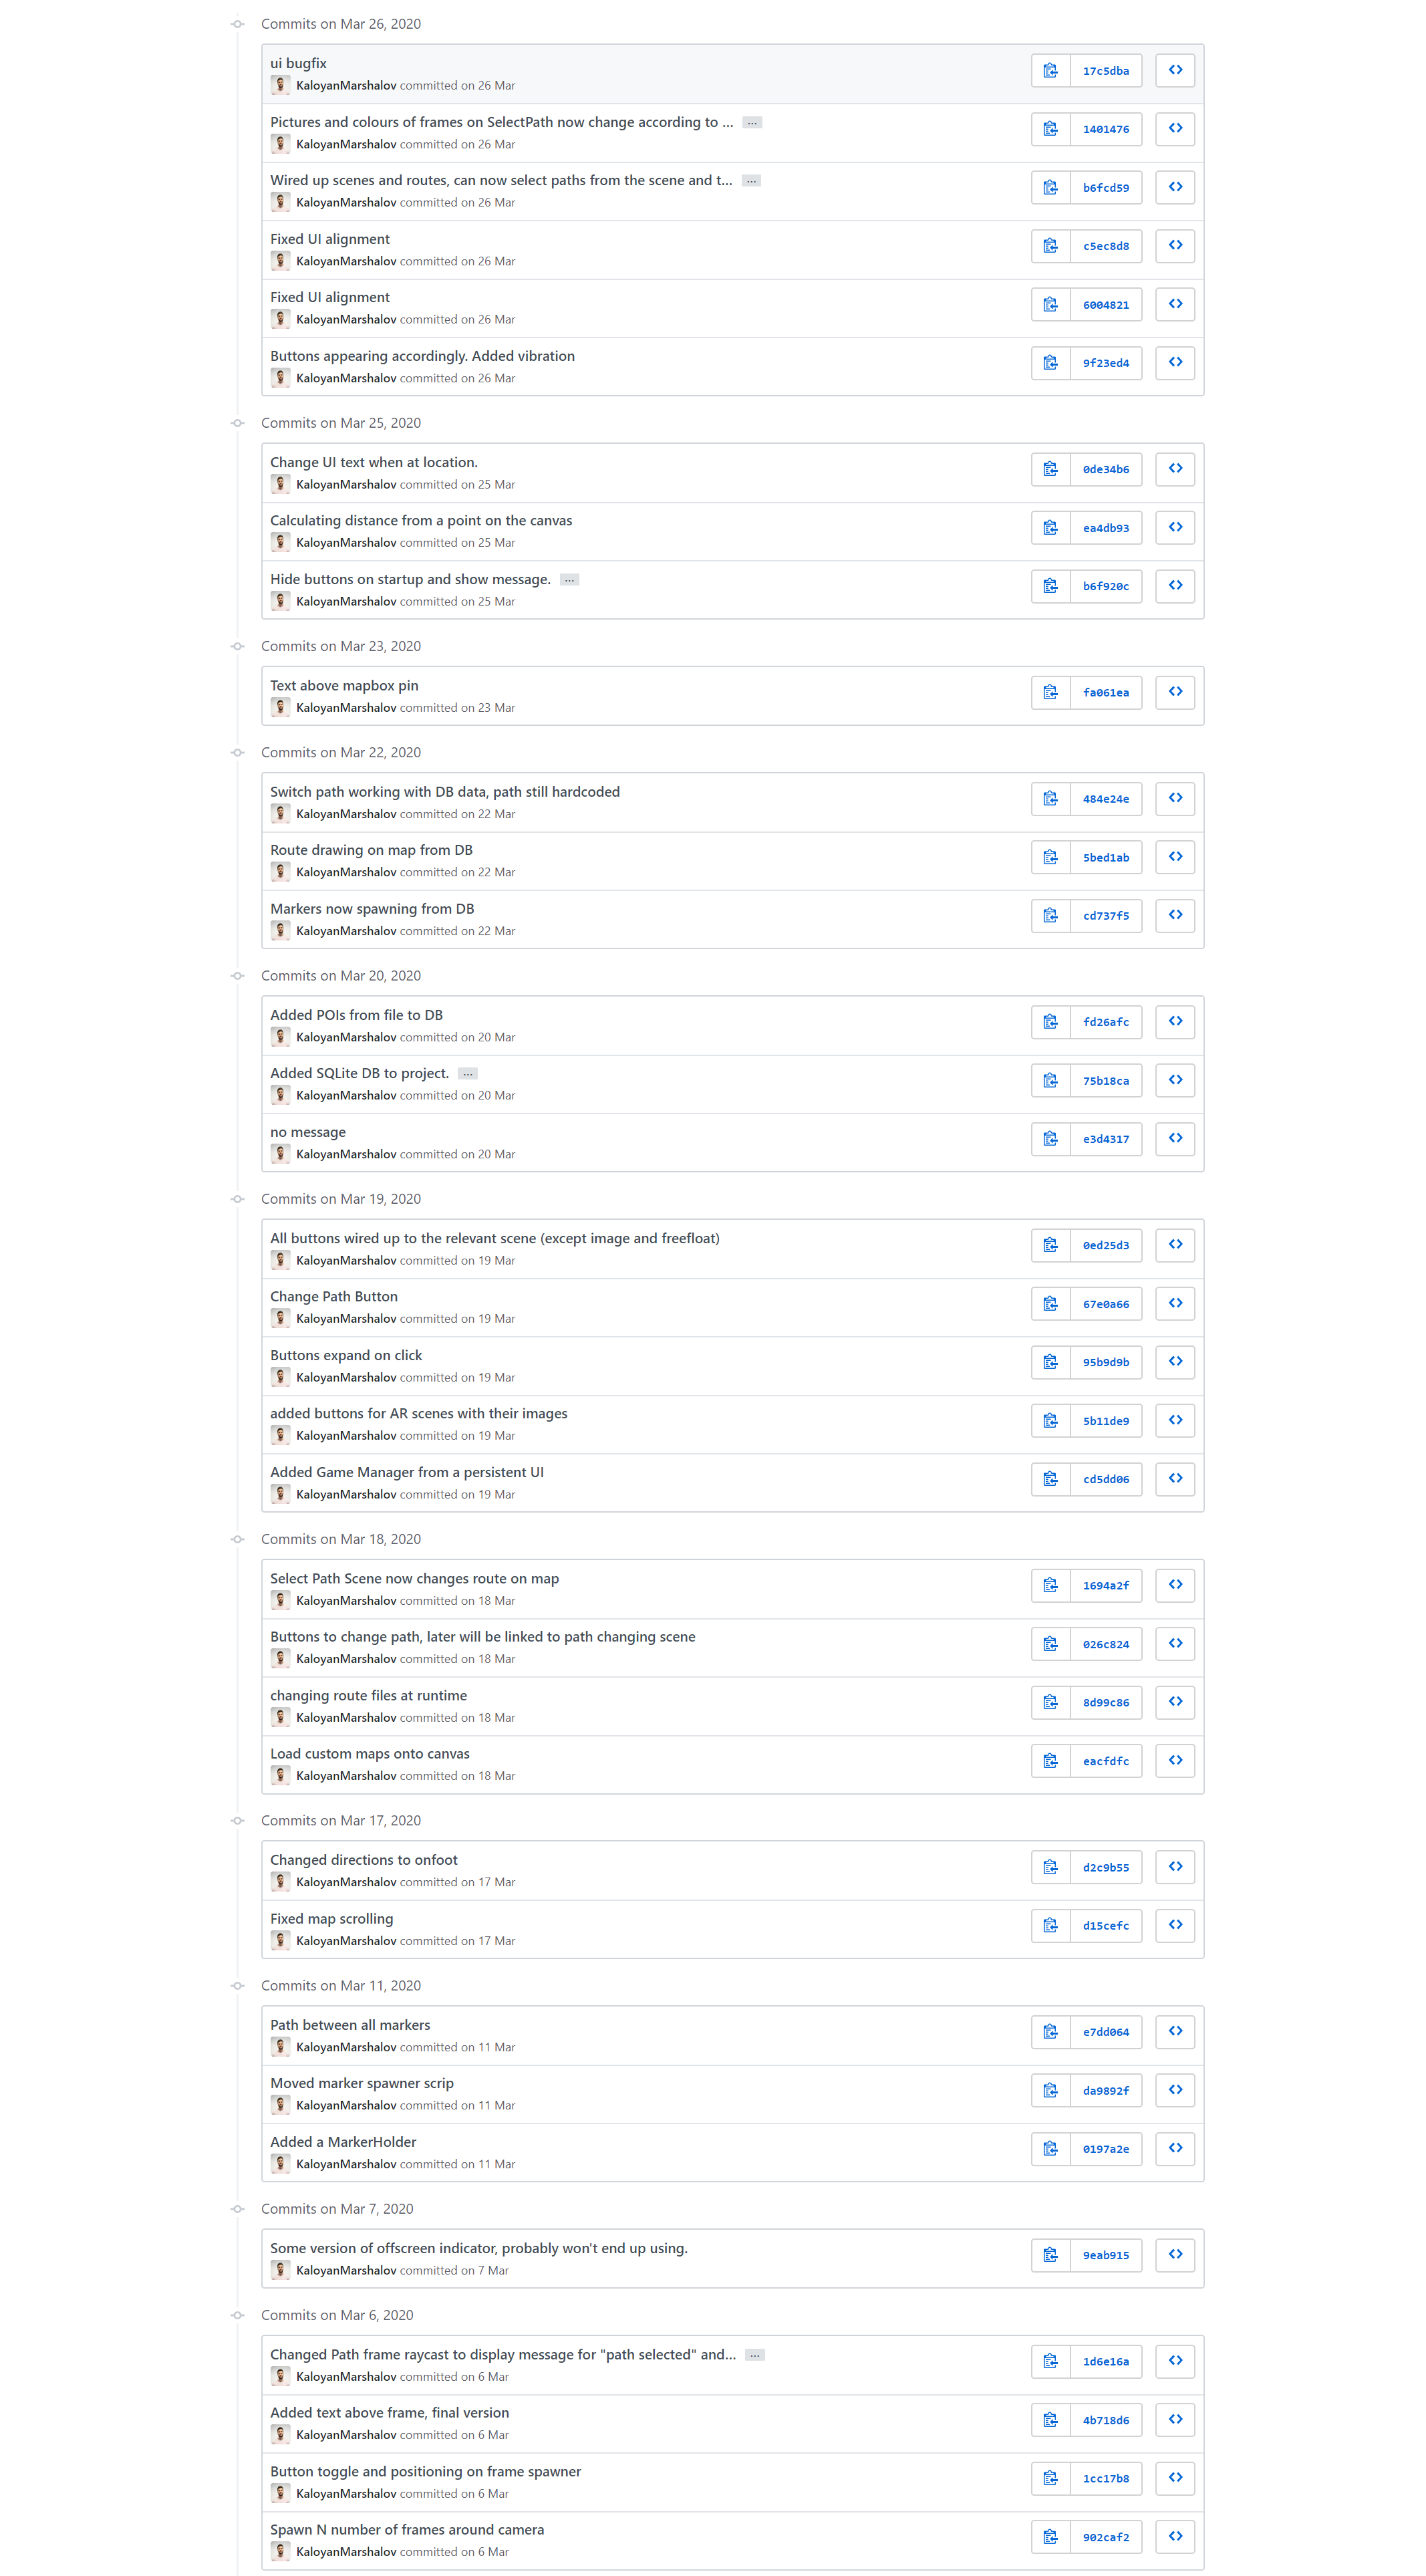 Commits on Mar 26, 2020
ui bugfix
KaloyanMarshalov committed on 26 Mar
17c5dba
Pictures and colours of frames on SelectPath now change according to ...
KaloyanMarshalov committed on 26 Mar
1401476
Wired up scenes and routes, can now select paths from the scene and t...
KaloyanMarshalov committed on 26 Mar
b6fcd59
Fixed UI alignment
KaloyanMarshalov committed on 26 Mar
c5ec8d8
Fixed UI alignment
KaloyanMarshalov committed on 26 Mar
6004821
Buttons appearing accordingly. Added vibration
KaloyanMarshalov committed on 26 Mar
9f23ed4
Commits on Mar 25, 2020
Change UI text when at location.
KaloyanMarshalov committed on 25 Mar
0de34b6
Calculating distance from a point on the canvas
KaloyanMarshalov committed on 25 Mar
ea4db93
Hide buttons on startup and show message.
KaloyanMarshalov committed on 25 Mar
b6f920c
Commits on Mar 23, 2020
Text above mapbox pin
KaloyanMarshalov committed on 23 Mar
fa061ea
Commits on Mar 22, 2020
Switch path working with DB data, path still hardcoded
KaloyanMarshalov committed on 22 Mar
484e24e
Route drawing on map from DB
KaloyanMarshalov committed on 22 Mar
5bed1ab
Markers now spawning from DB
KaloyanMarshalov committed on 22 Mar
cd737f5
Commits on Mar 20, 2020
Added POIs from file to DB
KaloyanMarshalov committed on 20 Mar
fd26afc
Added SQLite DB to project.
KaloyanMarshalov committed on 20 Mar
75b18ca
no message
KaloyanMarshalov committed on 20 Mar
e3d4317
Commits on Mar 19, 2020
All buttons wired up to the relevant scene (except image and freefloat)
KaloyanMarshalov committed on 19 Mar
0ed25d3
Change Path Button
KaloyanMarshalov committed on 19 Mar
67e0a66
Buttons expand on click
KaloyanMarshalov committed on 19 Mar
95b9d9b
added buttons for AR scenes with their images
KaloyanMarshalov committed on 19 Mar
5b11de9
Added Game Manager from a persistent UI
KaloyanMarshalov committed on 19 Mar
cd5dd06
Commits on Mar 18, 2020
Select Path Scene now changes route on map
KaloyanMarshalov committed on 18 Mar
1694a2f
Buttons to change path, later will be linked to path changing scene
KaloyanMarshalov committed on 18 Mar
026c824
changing route files at runtime
KaloyanMarshalov committed on 18 Mar
8d99c86
Load custom maps onto canvas
KaloyanMarshalov committed on 18 Mar
eacfdfc
Commits on Mar 17, 2020
Changed directions to onfoot
KaloyanMarshalov committed on 17 Mar
d2c9b55
Fixed map scrolling
KaloyanMarshalov committed on 17 Mar
d15cefc
Commits on Mar 11, 2020
Path between all markers
KaloyanMarshalov committed on 11 Mar
e7dd064
Moved marker spawner scrip
KaloyanMarshalov committed on 11 Mar
da9892f
Added a MarkerHolder
KaloyanMarshalov committed on 11 Mar
0197a2e
Commits on Mar 7, 2020
Some version of offscreen indicator, probably won't end up using.
KaloyanMarshalov committed on 7 Mar
9eab915
Commits on Mar 6, 2020
Changed Path frame raycast to display message for "path selected" and...
KaloyanMarshalov committed on 6 Mar
1d6e16a
Added text above frame, final version
KaloyanMarshalov committed on 6 Mar
4b718d6
Button toggle and positioning on frame spawner
KaloyanMarshalov committed on 6 Mar
1cc17b8
Spawn N number of frames around camera
KaloyanMarshalov committed on 6 Mar
902caf2